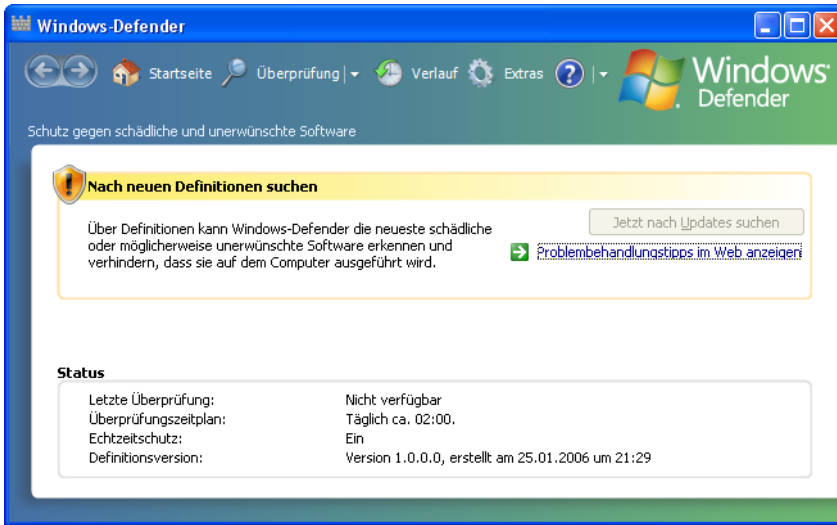 Windows-Defender
Startseite Überprüfung Verlauf Extras ?
Windows
Defender
Schutz gegen schädliche und unerwünschte Software
Nach neuen Definitionen suchen
Über Definitionen kann Windows-Defender die neueste schädliche
oder möglicherweise unerwünschte Software erkennen und
verhindern, dass sie auf dem Computer ausgeführt wird.
Jetzt nach Updates suchen
Problembehandlungstipps im Web anzeigen
Status
Letzte Überprüfung: Nicht verfügbar
Überprüfungszeitplan: Täglich ca. 02:00.
Echtzeitschutz: Ein
Definitionsversion: Version 1.0.0.0, erstellt am 25.01.2006 um 21:29